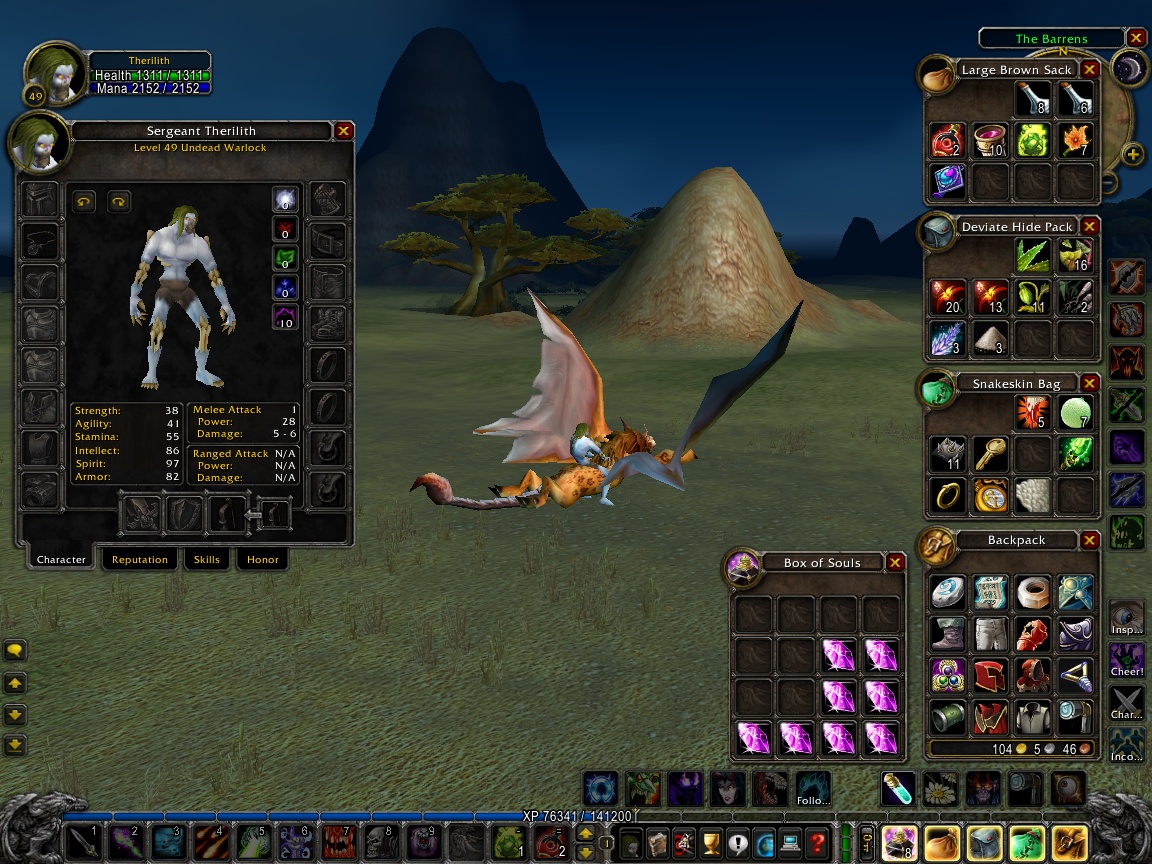 The Barrens
N
Therilith
Health 1311 / 1311
Mana 2152 / 2152
49
Sergeant Therilith
Level 49 Undead Warlock
0
0
0
0
10
Strength: 38
Agility: 41
Stamina: 55
Intellect: 86
Spirit: 97
Armor: 82
Melee Attack 1
Power: 28
Damage: 5 - 6
Ranged Attack N/A
Power: N/A
Damage: N/A
Character
Reputation
Skills
Honor
Large Brown Sack
8
6
2
10
7
Deviate Hide Pack
16
20
13
11
2
3
3
Snakeskin Bag
5
7
11
Backpack
104 5 46
Box of Souls
Insp...
Cheer!
Char...
Inco...
Follo...
XP 76341 / 141200
1
2
3
4
5
6
7
8
9
1
2
1
8